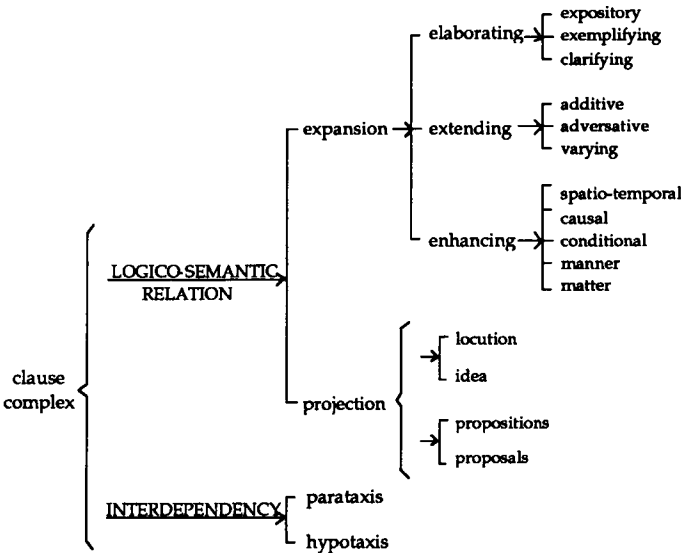 expository
elaborating
exemplifying
clarifying
additive
expansion
extending
adversative
varying
spatio-temporal
causal
enhancing
conditional
manner
matter
LOGICO-SEMANTIC
RELATION
locution
idea
clause
complex
projection
propositions
proposals
parataxis
INTERDEPENDENCY
hypotaxis